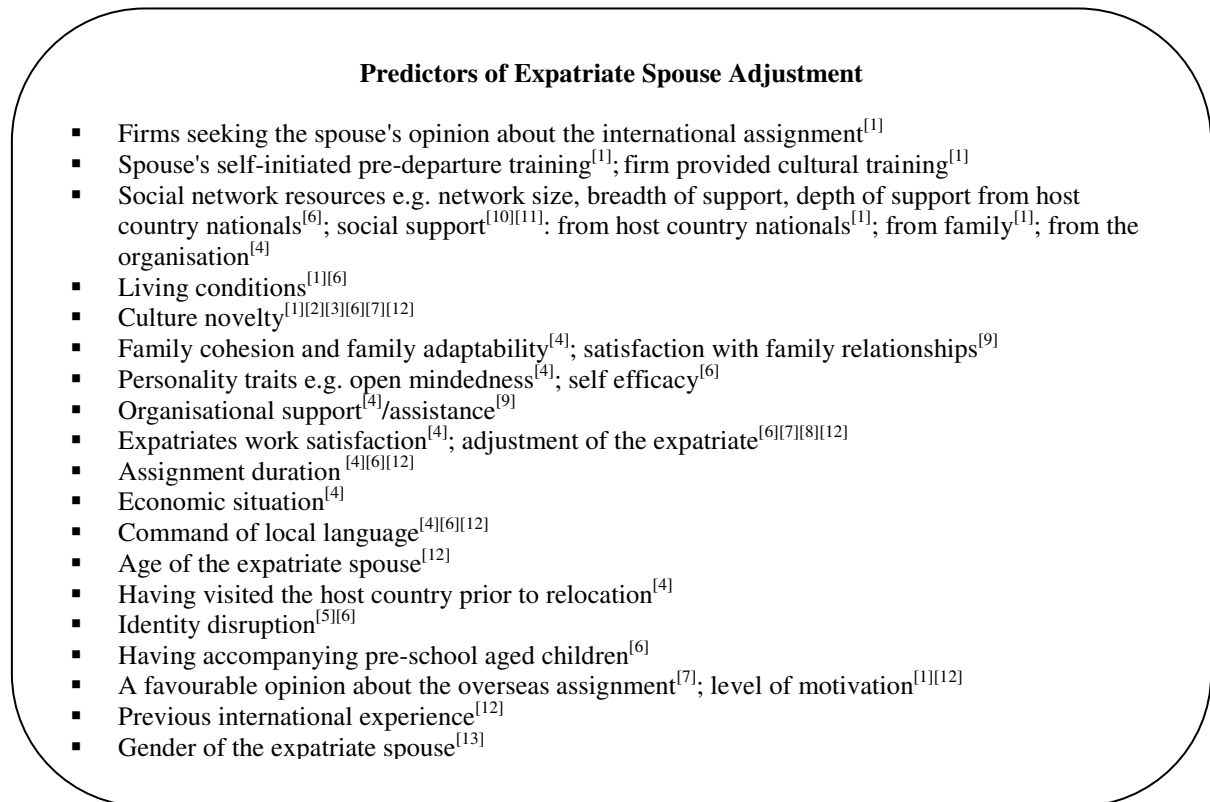 Predictors of Expatriate Spouse Adjustment
▪ Firms seeking the spouse's opinion about the international assignment[1]
▪ Spouse's self-initiated pre-departure training[1]; firm provided cultural training[1]
▪ Social network resources e.g. network size, breadth of support, depth of support from host
country nationals[6]; social support[10][11]: from host country nationals[1]; from family[1]; from the
organisation[4]
▪ Living conditions[1][6]
▪ Culture novelty[1][2][3][6][7][12]
▪ Family cohesion and family adaptability[4]; satisfaction with family relationships[9]
▪ Personality traits e.g. open mindedness[4]; self efficacy[6]
▪ Organisational support[4]/assistance[9]
▪ Expatriates work satisfaction[4]; adjustment of the expatriate[6][7][8][12]
▪ Assignment duration [4][6][12]
▪ Economic situation[4]
▪ Command of local language[4][6][12]
▪ Age of the expatriate spouse[12]
▪ Having visited the host country prior to relocation[4]
▪ Identity disruption[5][6]
▪ Having accompanying pre-school aged children[6]
▪ A favourable opinion about the overseas assignment[7]; level of motivation[1][12]
▪ Previous international experience[12]
▪ Gender of the expatriate spouse[13]